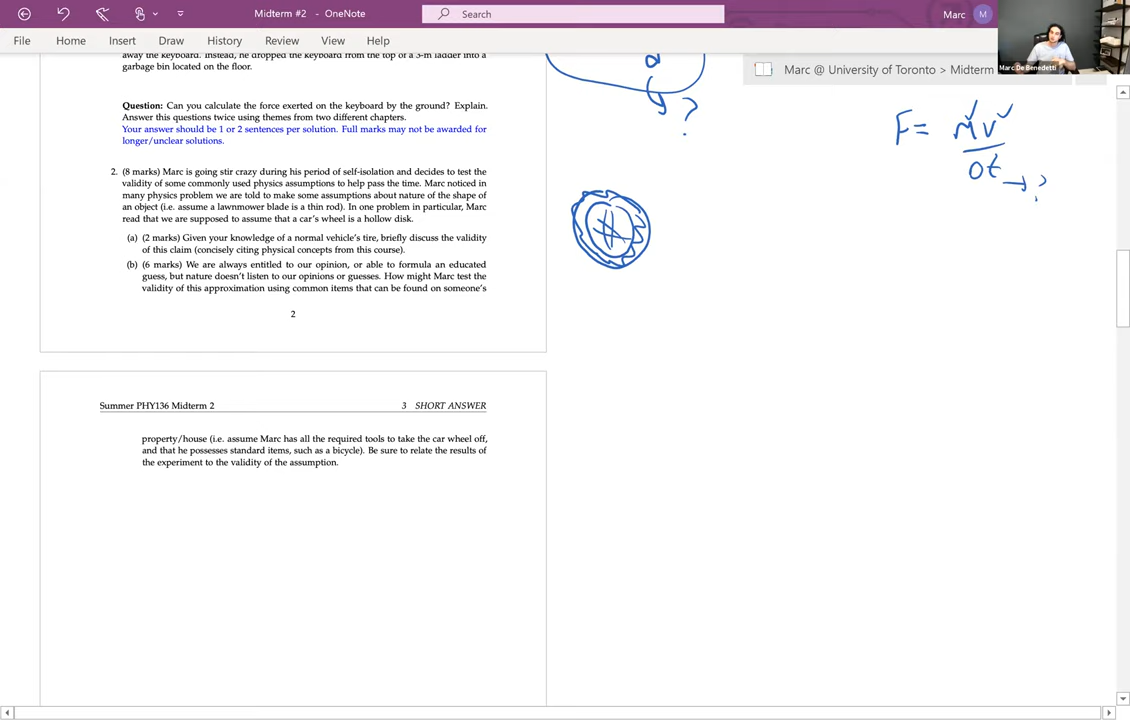 Midterm #2 - OneNote
Search
Marc
M
File Home Insert Draw History Review View Help
Marc De Benedetti
Marc @ University of Toronto > Midterm
away the keyboard. Instead, he dropped the keyboard from the top of a 3-m ladder into a
garbage bin located on the floor.
Question: Can you calculate the force exerted on the keyboard by the ground? Explain.
Answer this questions twice using themes from two different chapters.
Your answer should be 1 or 2 sentences per solution. Full marks may not be awarded for
longer/unclear solutions.
2. (8 marks) Marc is going stir crazy during his period of self-isolation and decides to test the
validity of some commonly used physics assumptions to help pass the time. Marc noticed in
many physics problem we are told to make some assumptions about nature of the shape of
an object (i.e. assume a lawnmower blade is a thin rod). In one problem in particular, Marc
read that we are supposed to assume that a car's wheel is a hollow disk.
(a) (2 marks) Given your knowledge of a normal vehicle's tire, briefly discuss the validity
of this claim (concisely citing physical concepts from this course).
(b) (6 marks) We are always entitled to our opinion, or able to formula an educated
guess, but nature doesn't listen to our opinions or guesses. How might Marc test the
validity of this approximation using common items that can be found on someone's
2
Summer PHY136 Midterm 2
3 SHORT ANSWER
property/house (i.e. assume Marc has all the required tools to take the car wheel off,
and that he possesses standard items, such as a bicycle). Be sure to relate the results of
the experiment to the validity of the assumption.
?
F = MV
Δt → ?